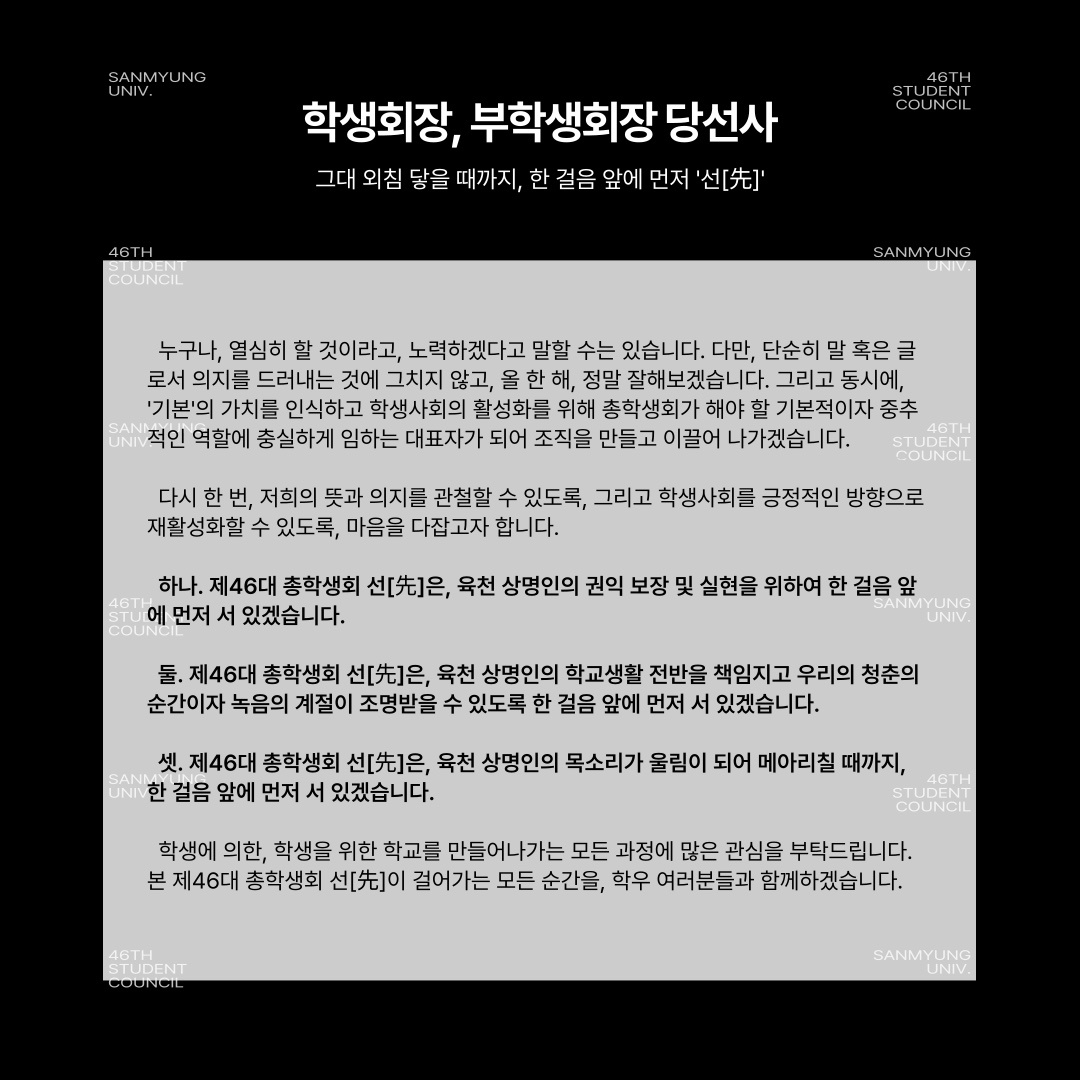 SANMYUNG
UNIV.
46TH
STUDENT
COUNCIL
학생회장, 부학생회장 당선사
그대 외침 닿을 때까지, 한 걸음 앞에 먼저 '선[先]'
46TH
STUDENT
COUNCIL
SANMYUNG
UNIV.
누구나, 열심히 할 것이라고, 노력하겠다고 말할 수는 있습니다. 다만, 단순히 말 혹은 글
로서 의지를 드러내는 것에 그치지 않고, 올 한 해, 정말 잘해보겠습니다. 그리고 동시에,
'기본'의 가치를 인식하고 학생사회의 활성화를 위해 총학생회가 해야 할 기본적이자 중추
적인 역할에 충실하게 임하는 대표자가 되어 조직을 만들고 이끌어 나가겠습니다.
SANMYUNG
UNIV.
46TH
STUDENT
COUNCIL
다시 한 번, 저희의 뜻과 의지를 관철할 수 있도록, 그리고 학생사회를 긍정적인 방향으로
재활성화할 수 있도록, 마음을 다잡고자 합니다.
하나. 제46대 총학생회 선[先]은, 육천 상명인의 권익 보장 및 실현을 위하여 한 걸음 앞
에 먼저 서 있겠습니다.
46TH
STUDENT
COUNCIL
SANMYUNG
UNIV.
둘. 제46대 총학생회 선[先]은, 육천 상명인의 학교생활 전반을 책임지고 우리의 청춘의
순간이자 녹음의 계절이 조명받을 수 있도록 한 걸음 앞에 먼저 서 있겠습니다.
셋. 제46대 총학생회 선[先]은, 육천 상명인의 목소리가 울림이 되어 메아리칠 때까지,
한 걸음 앞에 먼저 서 있겠습니다.
SANMYUNG
UNIV.
46TH
STUDENT
COUNCIL
학생에 의한, 학생을 위한 학교를 만들어나가는 모든 과정에 많은 관심을 부탁드립니다.
본 제46대 총학생회 선[先]이 걸어가는 모든 순간을, 학우 여러분들과 함께하겠습니다.
46TH
STUDENT
COUNCIL
SANMYUNG
UNIV.